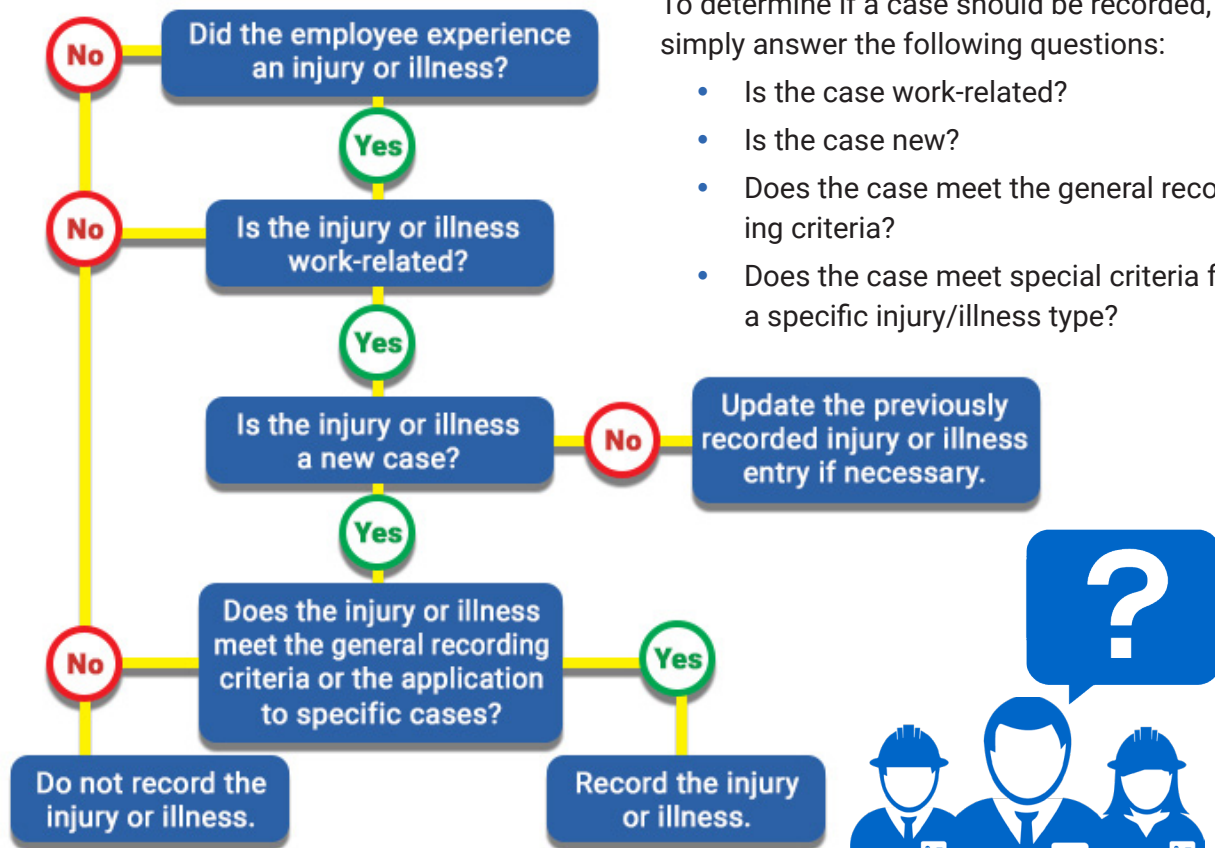 To determine if a case should be recorded,
simply answer the following questions:
• Is the case work-related?
• Is the case new?
• Does the case meet the general reco
ing criteria?
• Does the case meet special criteria f
a specific injury/illness type?
No
Did the employee experience
an injury or illness?
Yes
No
Is the injury or illness
work-related?
Yes
Is the injury or illness
a new case?
No
Update the previously
recorded injury or illness
entry if necessary.
Yes
No
Does the injury or illness
meet the general recording
criteria or the application
to specific cases?
Yes
Do not record the
injury or illness.
Record the injury
or illness.
?